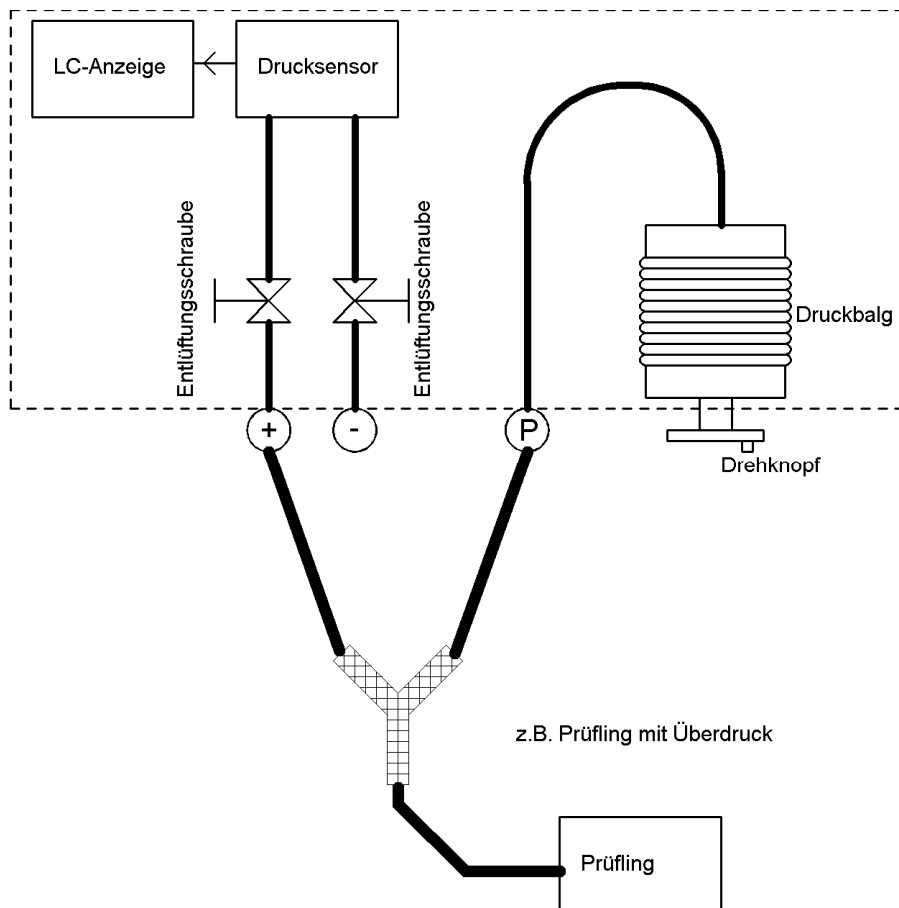 LC-Anzeige
Drucksensor
Entlüftungsschraube
Entlüftungsschraube
Druckbalg
+
-
P
Drehknopf
z.B. Prüfling mit Überdruck
Prüfling